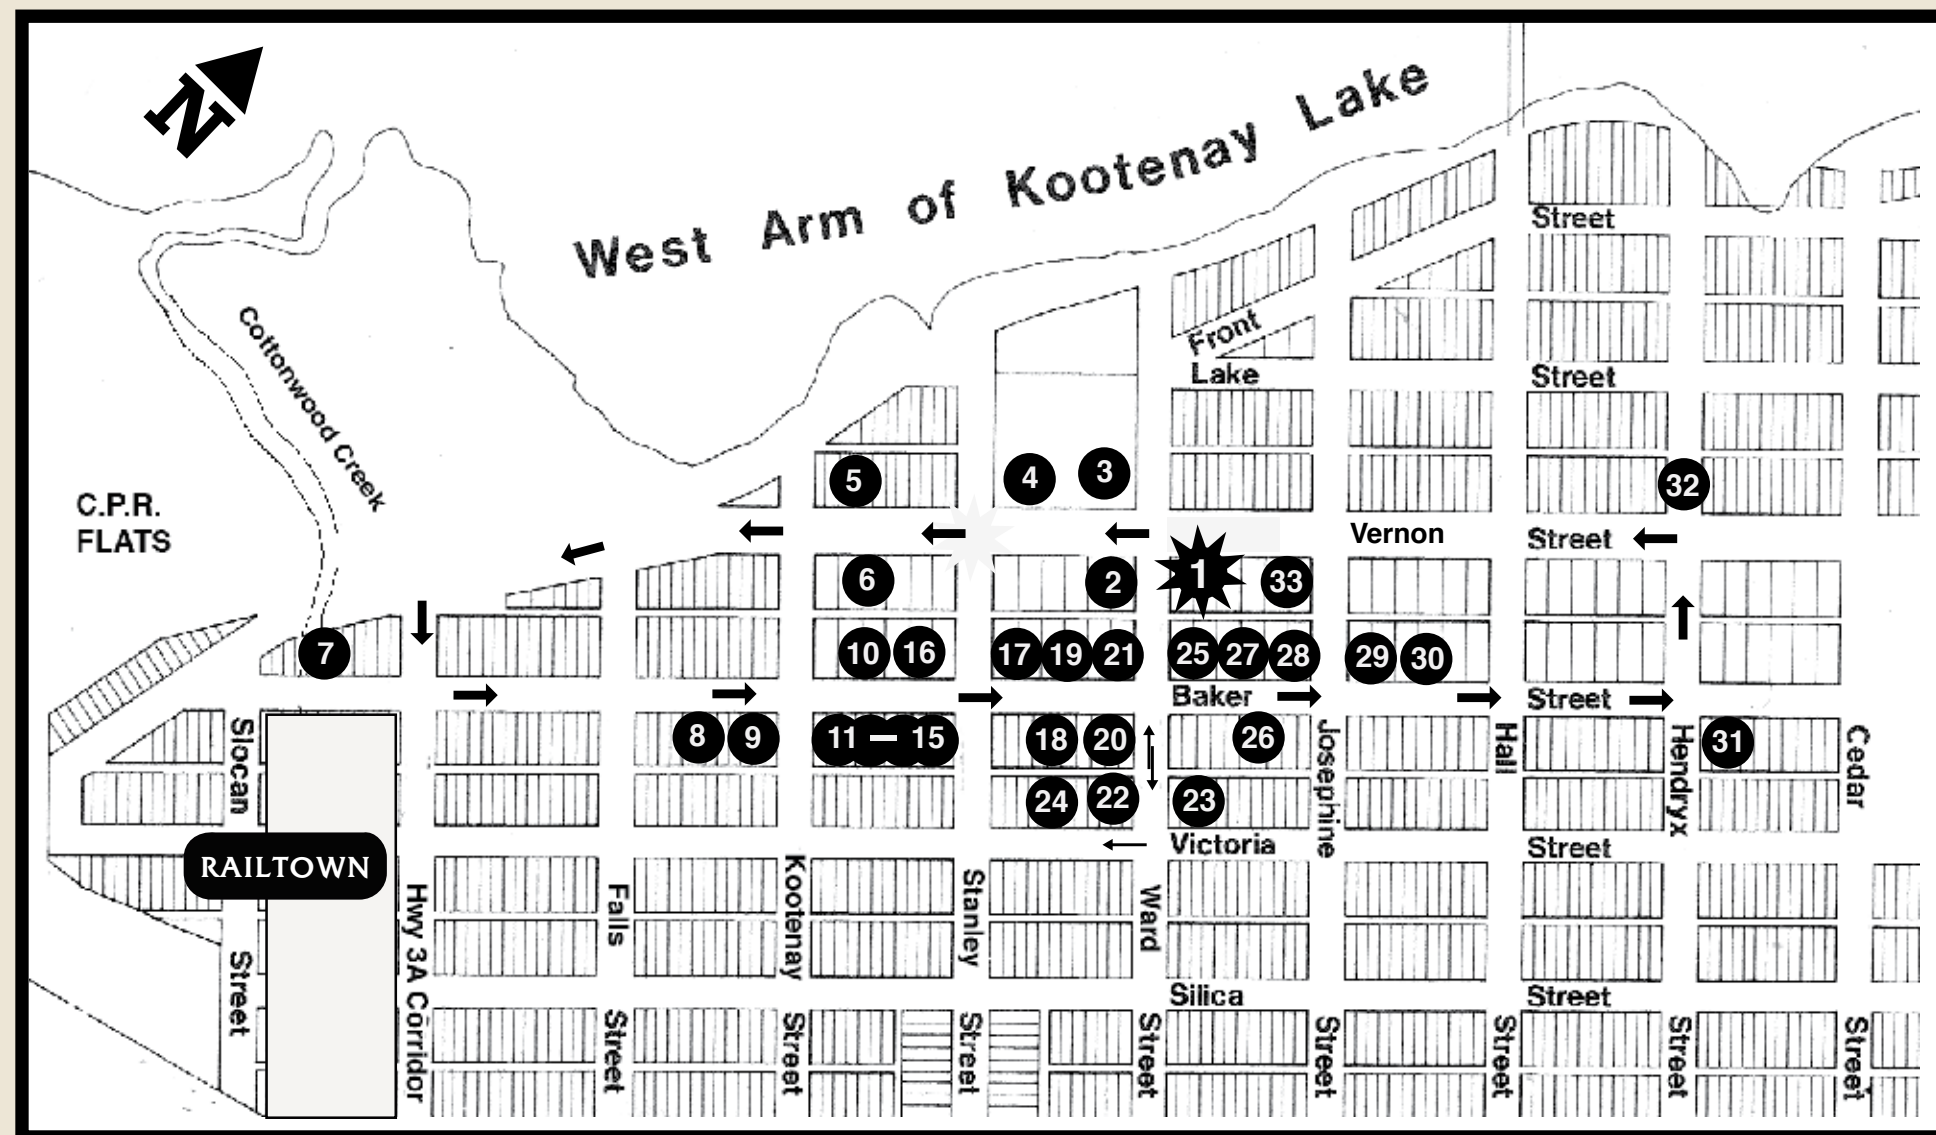 N
West Arm of Kootenay Lake
Street
Cottonwood Creek
Front
Lake
Street
C.P.R.
FLATS
5
4
3
32
Vernon
Street
6
2
1
33
7
10
16
17
19
21
25
27
28
29
30
Baker
Street
8
9
11 – 15
18
20
26
31
24
22
23
Victoria
Street
RAILTOWN
Slocan
Street
Hwy 3A Corridor
Falls
Street
Kootenay
Street
Stanley
Street
Ward
Street
Josephine
Street
Hall
Street
Hendryx
Street
Cedar
Street
Silica
Street